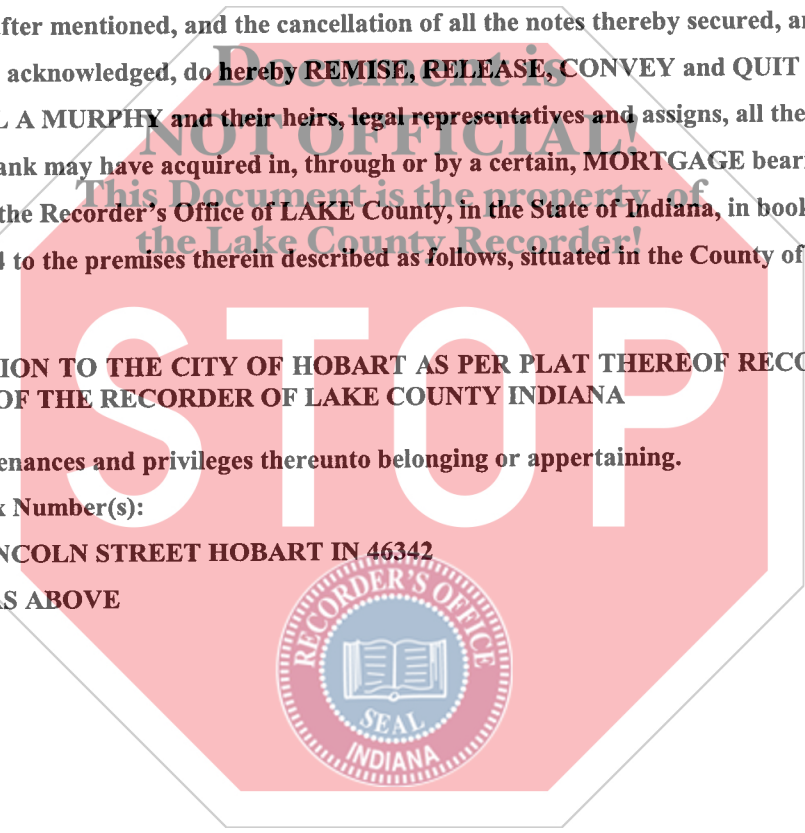 fter mentioned, and the cancellation of all the notes thereby secured, an
Document is
acknowledged, do hereby REMISE, RELEASE, CONVEY and QUIT
L A MURPHY and their heirs, legal representatives and assigns, all the
NOT OFFICIAL!
ank may have acquired in, through or by a certain, MORTGAGE beari
This Document is the property of
the Recorder's Office of LAKE County, in the State of Indiana, in book
the Lake County Recorder!
to the premises therein described as follows, situated in the County of
STOP
ION TO THE CITY OF HOBART AS PER PLAT THEREOF RECO
OF THE RECORDER OF LAKE COUNTY INDIANA
enances and privileges thereunto belonging or appertaining.
x Number(s):
NCOLN STREET HOBART IN 46342
AS ABOVE
RECORDER'S OFFICE
SEAL
INDIANA